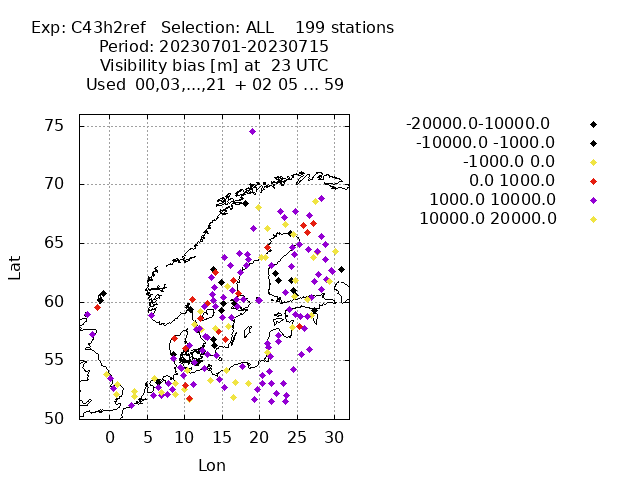 Exp: C43h2ref   Selection: ALL    199 stations
Period: 20230701-20230715
Visibility bias [m] at  23 UTC
Used  00,03,...,21  + 02 05 ... 59
-20000.0-10000.0
-10000.0 -1000.0
-1000.0 0.0
0.0 1000.0
1000.0 10000.0
10000.0 20000.0
75
70
65
60
55
50
Lat
0 5 10 15 20 25 30
Lon